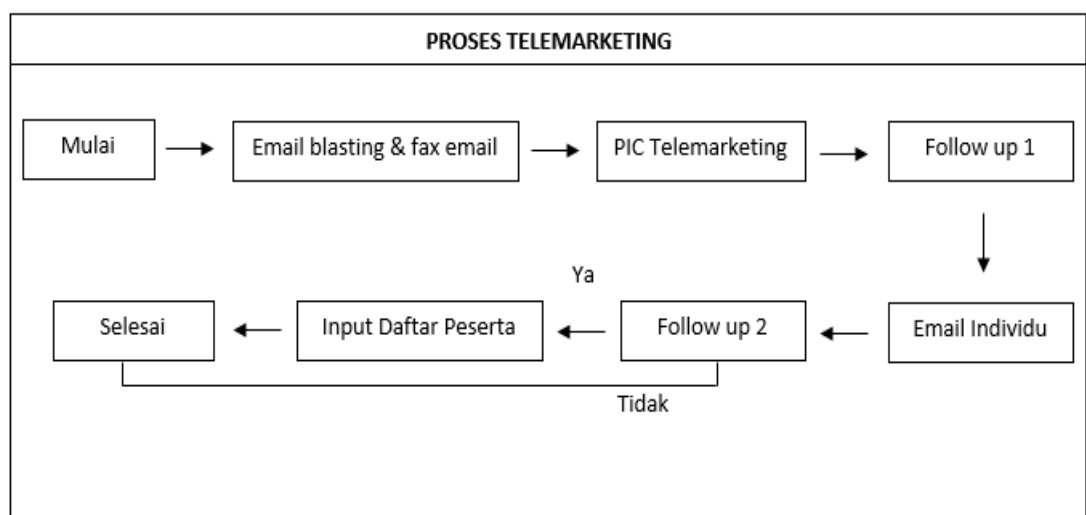 PROSES TELEMARKETING
Mulai
Email blasting & fax email
PIC Telemarketing
Follow up 1
Ya
Selesai
Input Daftar Peserta
Follow up 2
Email Individu
Tidak